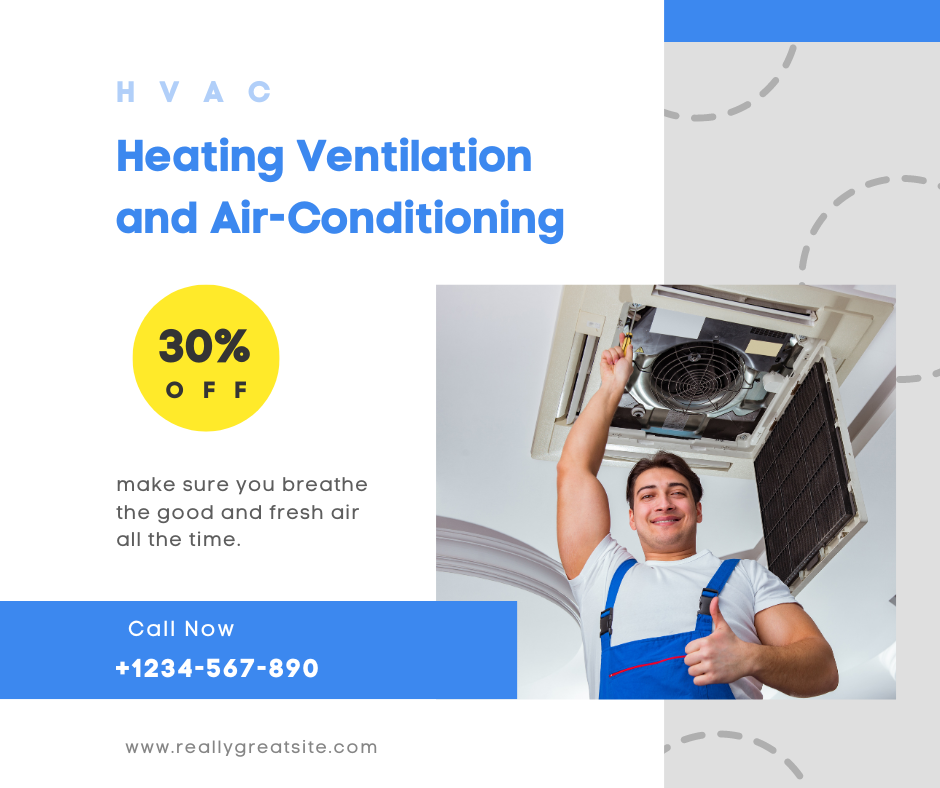 H V A C
Heating Ventilation
and Air-Conditioning
30%
O F F
make sure you breathe
the good and fresh air
all the time.
Call Now
+1234-567-890
www.reallygreatsite.com